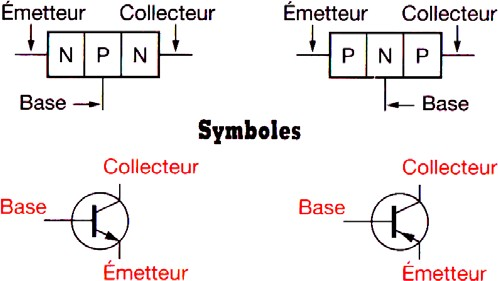 Émetteur Collecteur Émetteur Collecteur
N P N P N P
Base Base
Symboles
Collecteur Collecteur
Base Base
Émetteur Émetteur